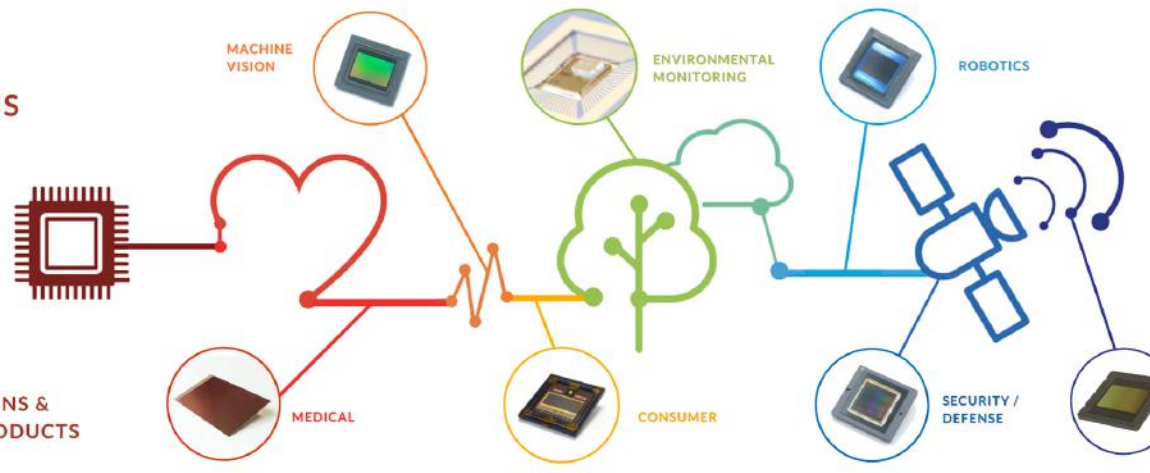 MACHINE
VISION
ENVIRONMENTAL
MONITORING
ROBOTICS
S
NS &
ODUCTS
MEDICAL
CONSUMER
SECURITY /
DEFENSE